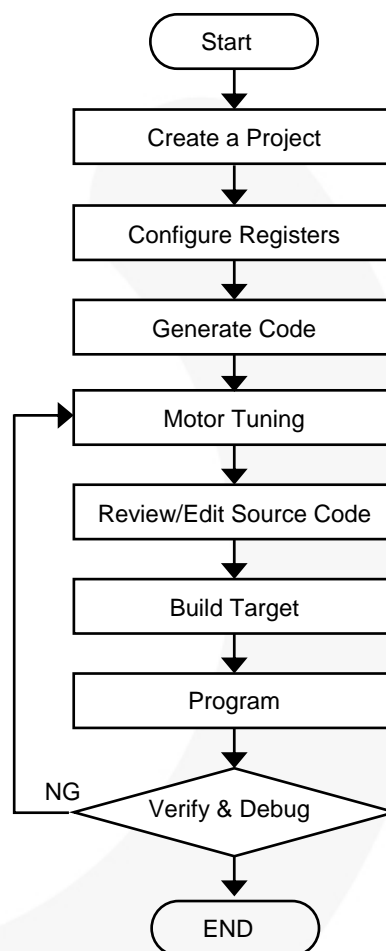 Start
Create a Project
Configure Registers
Generate Code
Motor Tuning
Review/Edit Source Code
Build Target
Program
NG
Verify & Debug
END